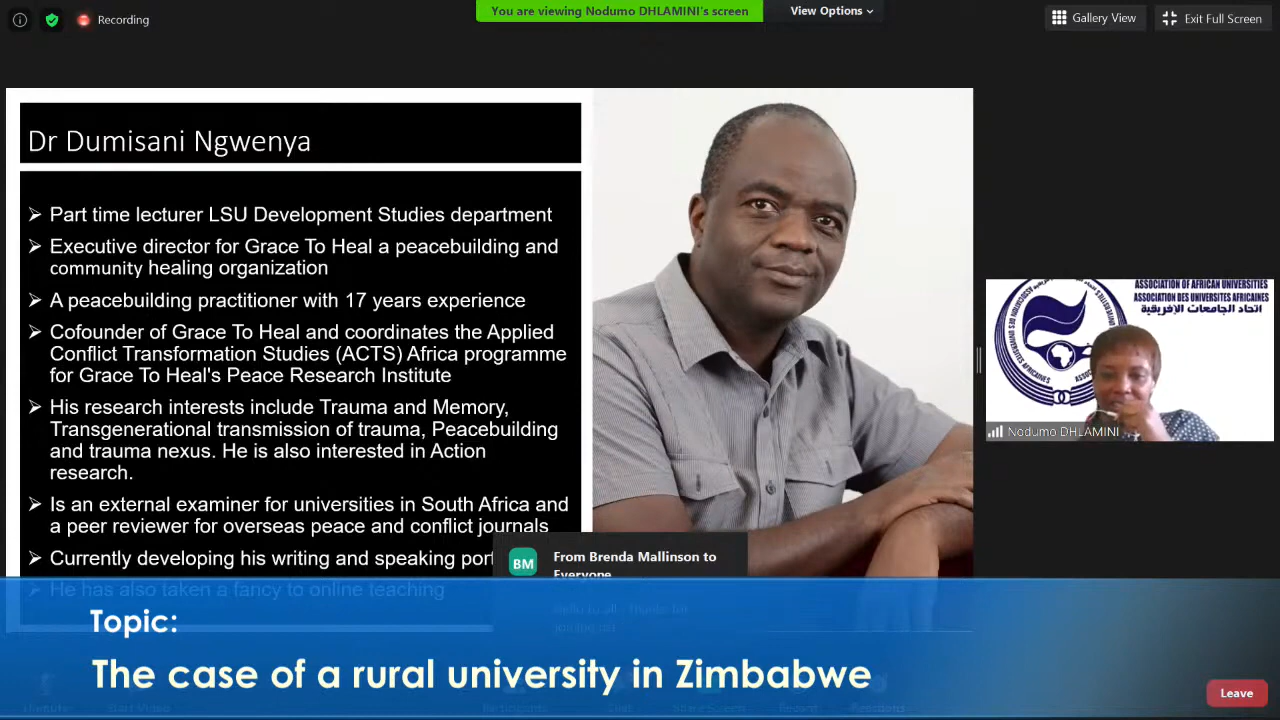 Recording
You are viewing Nodumo DHLAMINI's screen
View Options
Gallery View
Exit Full Screen
Dr Dumisani Ngwenya
Part time lecturer LSU Development Studies department
Executive director for Grace To Heal a peacebuilding and
community healing organization
A peacebuilding practitioner with 17 years experience
Cofounder of Grace To Heal and coordinates the Applied
Conflict Transformation Studies (ACTS) Africa programme
for Grace To Heal's Peace Research Institute
His research interests include Trauma and Memory,
Transgenerational transmission of trauma, Peacebuilding
and trauma nexus. He is also interested in Action
research.
Is an external examiner for universities in South Africa and
a peer reviewer for overseas peace and conflict journals
Currently developing his writing and speaking port
He has also taken a fancy to online teaching
ASSOCIATION OF AFRICAN UNIVERSITIES
ASSOCIATION DES UNIVERSITES AFRICAINES
اتحاد الجامعات الإفريقية
Nodumo DHLAMINI
BM
From Brenda Mallinson to
Everyone
Topic:
The case of a rural university in Zimbabwe
Leave